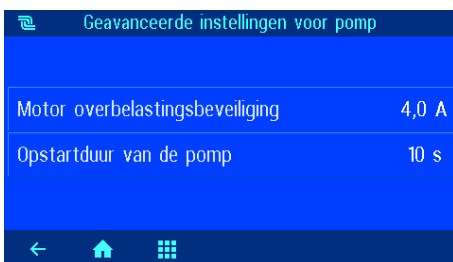 Geavanceerde instellingen voor pomp
Motor overbelastingsbeveiliging 4,0 A
Opstartduur van de pomp 10 s